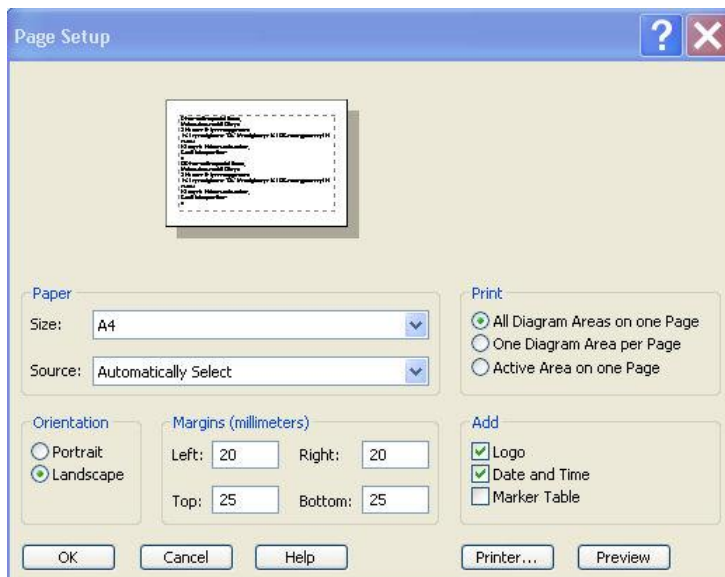 Page Setup
Paper
Size: A4
Source: Automatically Select
Print
All Diagram Areas on one Page
One Diagram Area per Page
Active Area on one Page
Orientation
Portrait
Landscape
Margins (millimeters)
Left: 20 Right: 20
Top: 25 Bottom: 25
Add
Logo
Date and Time
Marker Table
OK Cancel Help Printer... Preview